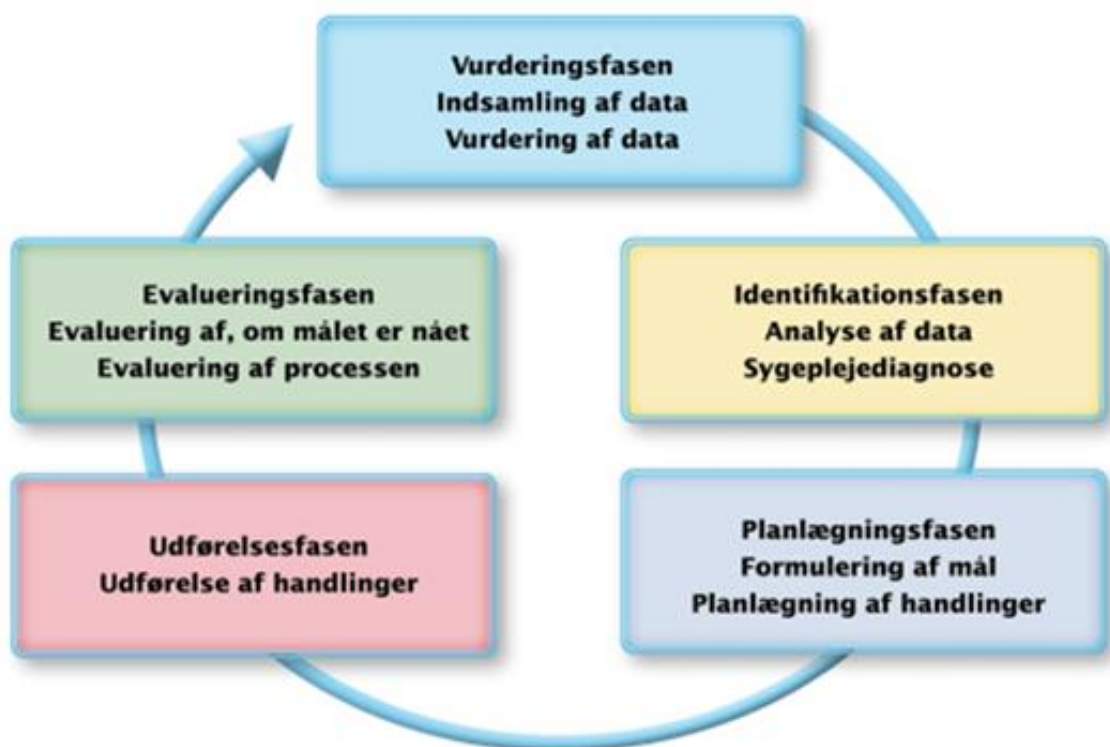 Vurderingsfasen
Indsamling af data
Vurdering af data
Identifikationsfasen
Analyse af data
Sygeplejediagnose
Planlægningsfasen
Formulering af mål
Planlægning af handlinger
Udførelsesfasen
Udførelse af handlinger
Evalueringsfasen
Evaluering af, om målet er nået
Evaluering af processen